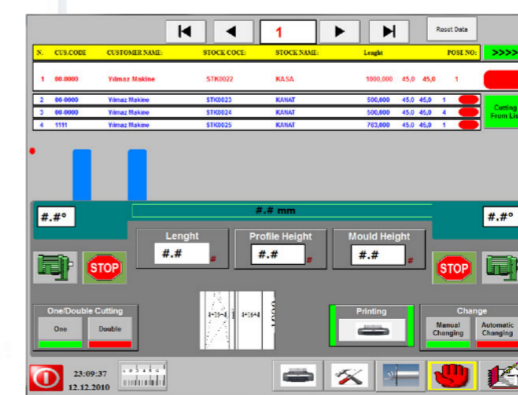 1
Reset Data
N. CUS.CODE CUSTOMER NAME: STOCK COCE: STOCK NAME: Lenght POSE NO: >>>>
1 00-0000 Yılmaz Makine STK0022 KASA 1000,000 45,0 45,0 1
2 00-0000 Yılmaz Makine STK0023 KANAT 500,000 45,0 45,0 1
3 00-0000 Yılmaz Makine STK0024 KANAT 500,000 45,0 45,0 4
4 1111 Yılmaz Makine STK0025 KANAT 703,000 45,0 45,0 1
Cutting
From Lis
#.# mm
#.#° #.#°
Lenght Profile Height Mould Height
#.# # #.# # #.# #
STOP STOP
One/Double Cutting Printing Change
One Double Manual Changing Automatic Changing
23:09:37
12.12.2010